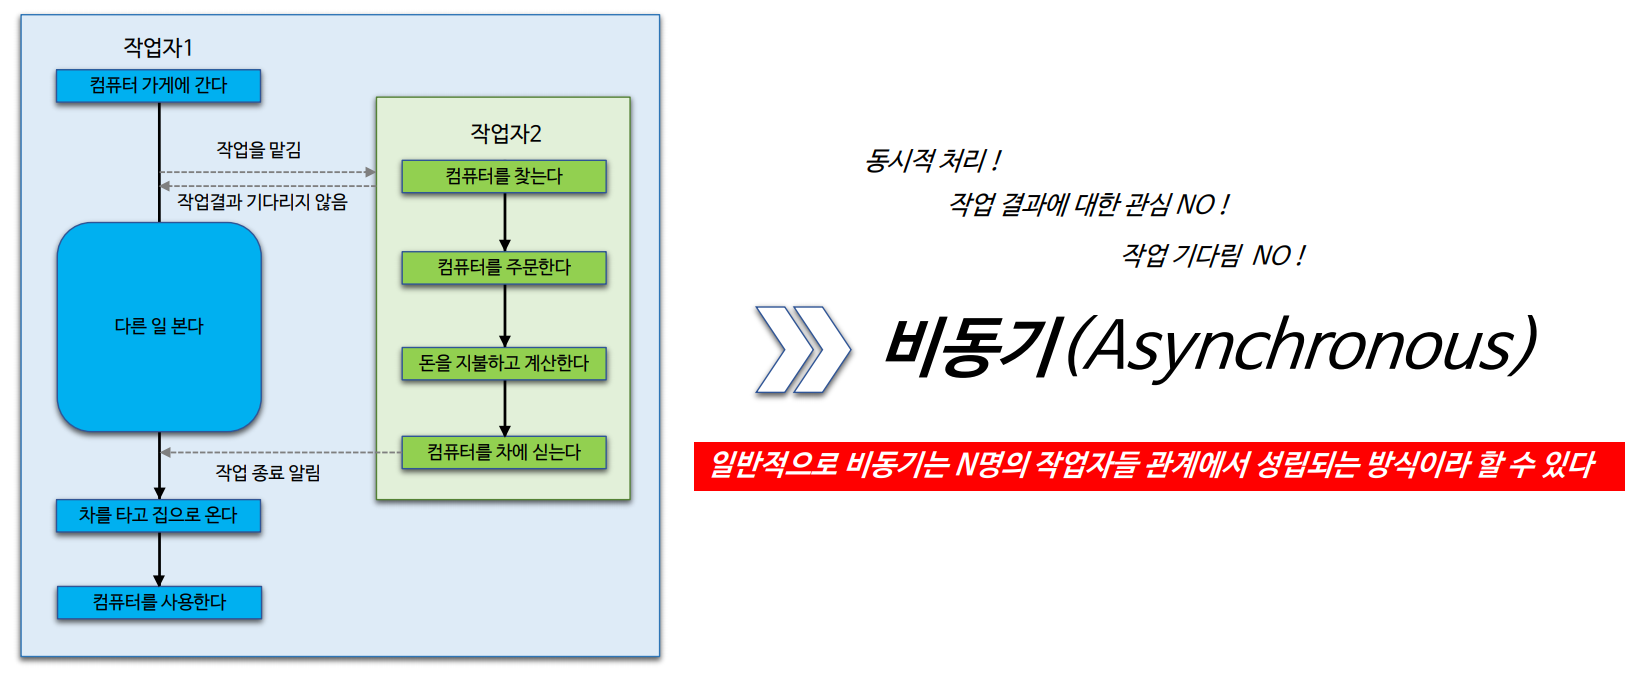 작업자1
컴퓨터 가게에 간다
작업을 맡김
작업결과 기다리지 않음
다른 일 본다
작업 종료 알림
차를 타고 집으로 온다
컴퓨터를 사용한다
작업자2
컴퓨터를 찾는다
컴퓨터를 주문한다
돈을 지불하고 계산한다
컴퓨터를 차에 싣는다
동시적 처리 !
작업 결과에 대한 관심 NO !
작업 기다림 NO !
비동기(Asynchronous)
일반적으로 비동기는 N명의 작업자들 관계에서 성립되는 방식이라 할 수 있다